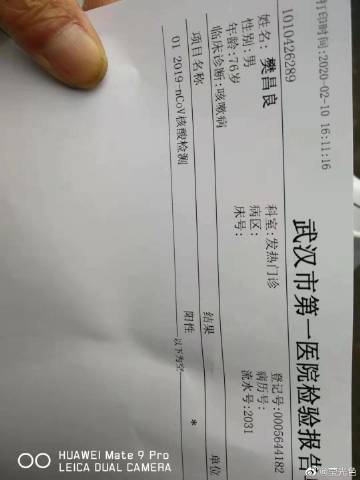 打印时间:2020-02-10 16:11:16
武汉市第一医院检验报告
1010426289
登记号:0005644182
姓名: 樊昌良
科室:发热门诊
病历号:
性别:男
病区:
流水号:2031
年龄:76岁
床号:
临床诊断:咳嗽病
项目名称
结果
单位
01 2019-nCoV核酸检测
阳性
*
以下为空
HUAWEI Mate 9 Pro
LEICA DUAL CAMERA
@莹光色